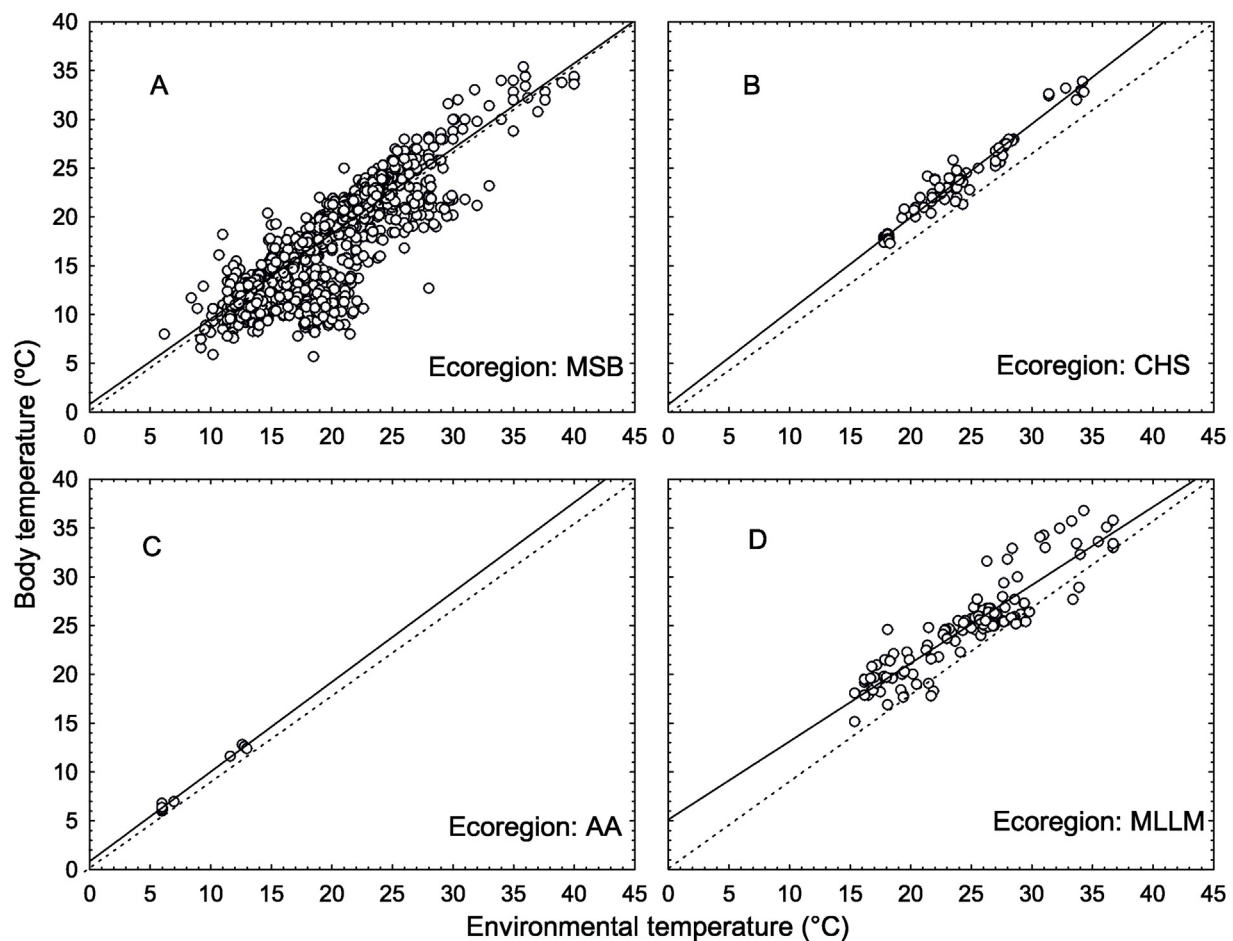 40
35
30
25
20
15
10
5
0
A
Ecoregion: MSB
0 5 10 15 20 25 30 35 40 45
B
Ecoregion: CHS
0 5 10 15 20 25 30 35 40 45
Body temperature (ºC)
40
35
30
25
20
15
10
5
0
C
Ecoregion: AA
0 5 10 15 20 25 30 35 40 45
D
Ecoregion: MLLM
0 5 10 15 20 25 30 35 40 45
Environmental temperature (°C)